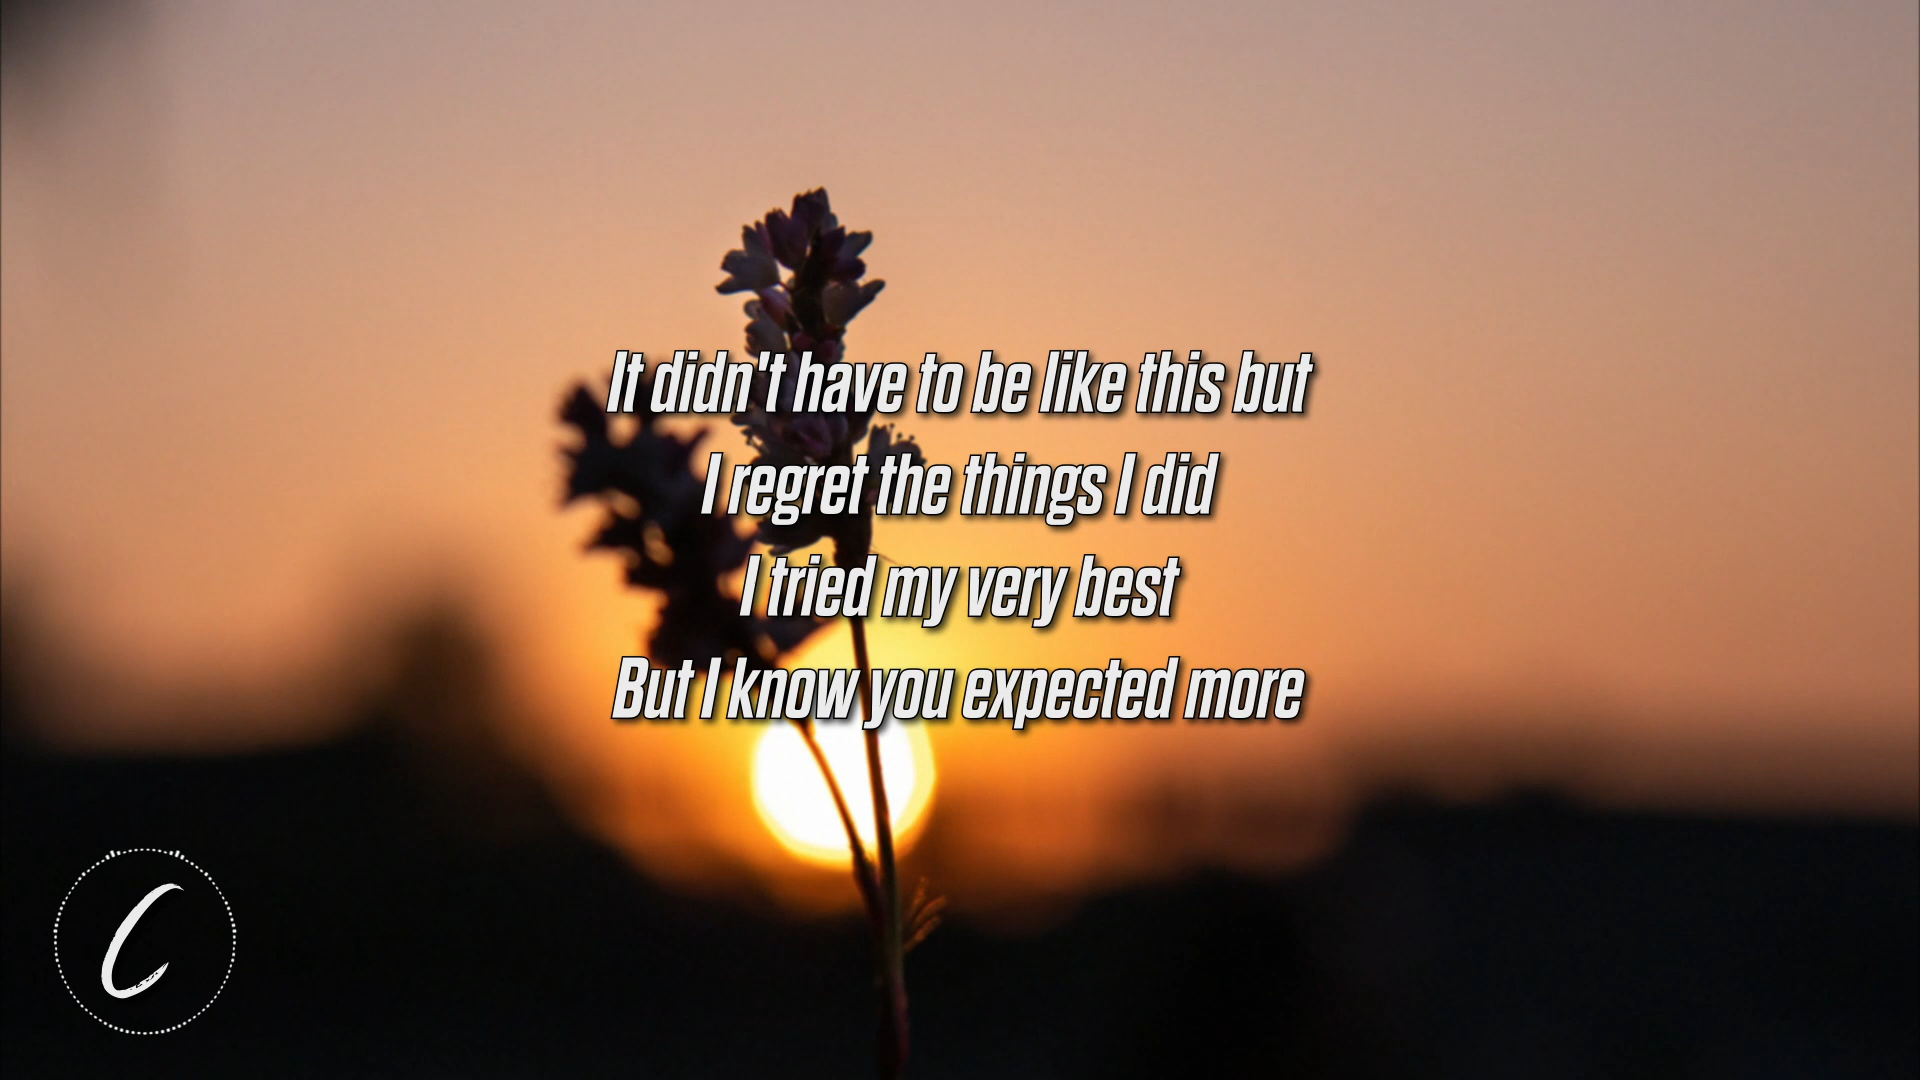 It didn't have to be like this but
I regret the things I did
I tried my very best
But I know you expected more
C